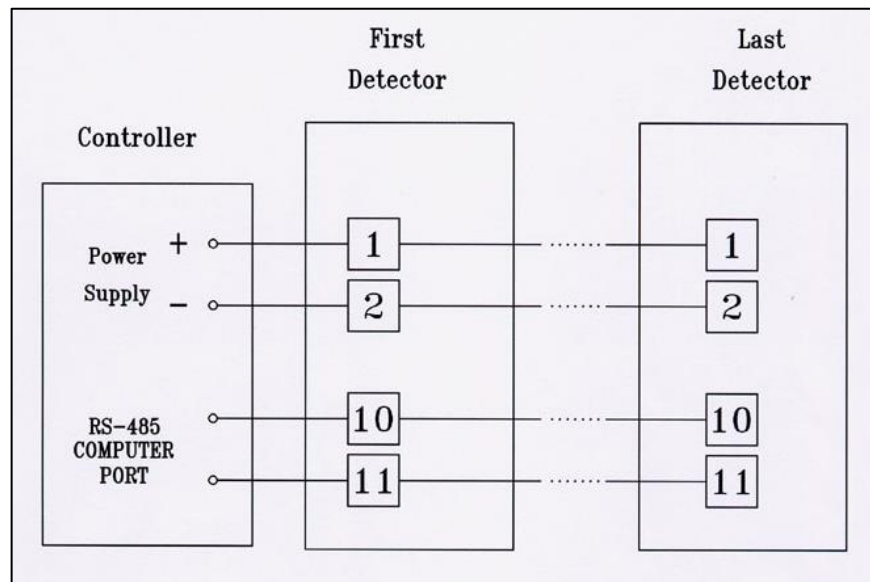 First
Detector
Last
Detector
Controller
Power
Supply
+
−
1
1
2
2
RS-485
COMPUTER
PORT
10
10
11
11